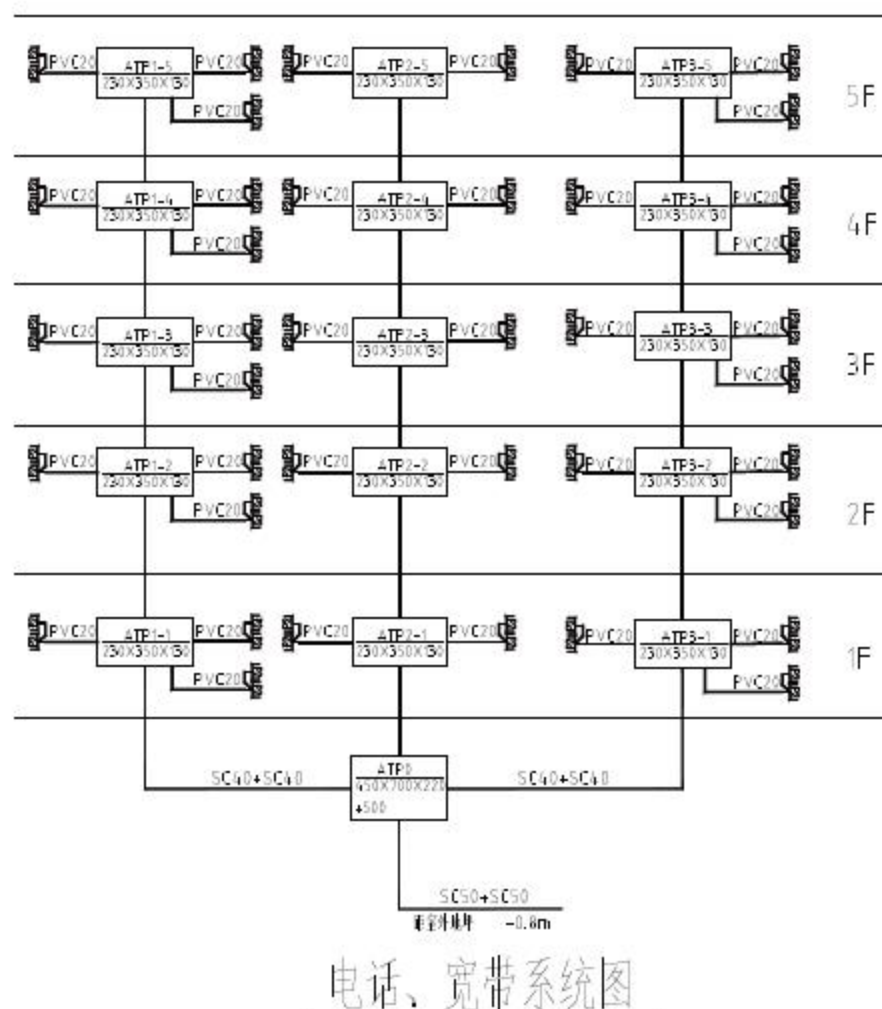 PVC20 ATP1-5 PVC20 PVC20 ATP2-5 PVC20 PVC20 ATP3-5 PVC20
230X350X130 230X350X130 230X350X130
PVC20 PVC20 5F
PVC20 ATP1-4 PVC20 PVC20 ATP2-4 PVC20 PVC20 ATP3-4 PVC20
230X350X130 230X350X130 230X350X130
PVC20 PVC20 4F
PVC20 ATP1-3 PVC20 PVC20 ATP2-3 PVC20 PVC20 ATP3-3 PVC20
230X350X130 230X350X130 230X350X130
PVC20 PVC20 3F
PVC20 ATP1-2 PVC20 PVC20 ATP2-2 PVC20 PVC20 ATP3-2 PVC20
230X350X130 230X350X130 230X350X130
PVC20 PVC20 2F
PVC20 ATP1-1 PVC20 PVC20 ATP2-1 PVC20 PVC20 ATP3-1 PVC20
230X350X130 230X350X130 230X350X130
PVC20 PVC20 1F
SC40+SC40 ATP0 SC40+SC40
450X700X220
+500
SC50+SC50
距室外地坪 -0.8m
电话、宽带系统图